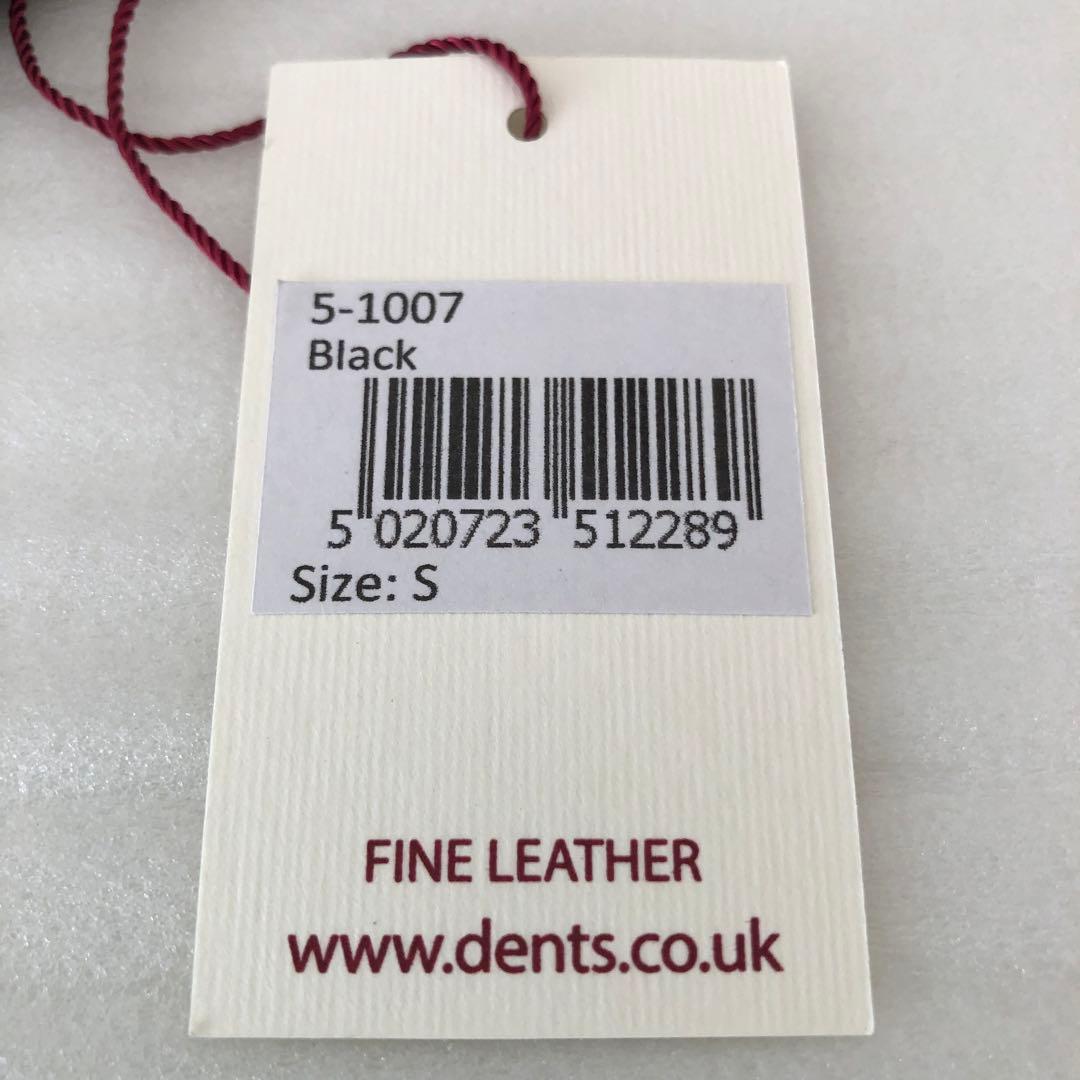 5-1007
Black
5 020723 512289
Size: S
FINE LEATHER
www.dents.co.uk